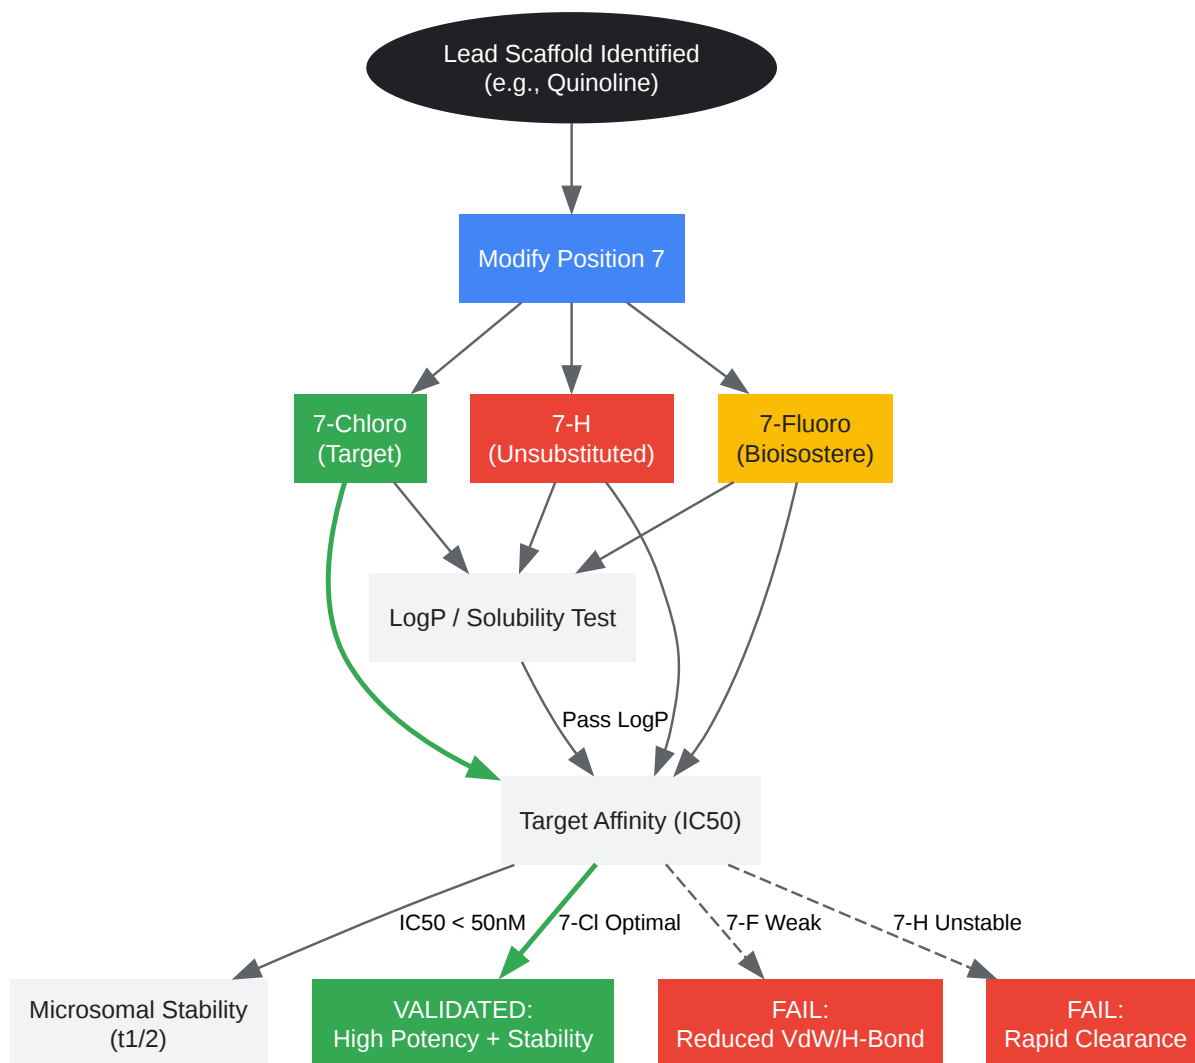 Lead Scaffold Identified
(e.g., Quinoline)
Modify Position 7
7-Chloro
(Target)
7-H
(Unsubstituted)
7-Fluoro
(Bioisostere)
LogP / Solubility Test
Pass LogP
Target Affinity (IC50)
IC50 < 50nM
7-Cl Optimal
7-F Weak
7-H Unstable
Microsomal Stability
(t1/2)
VALIDATED:
High Potency + Stability
FAIL:
Reduced VdW/H-Bond
FAIL:
Rapid Clearance